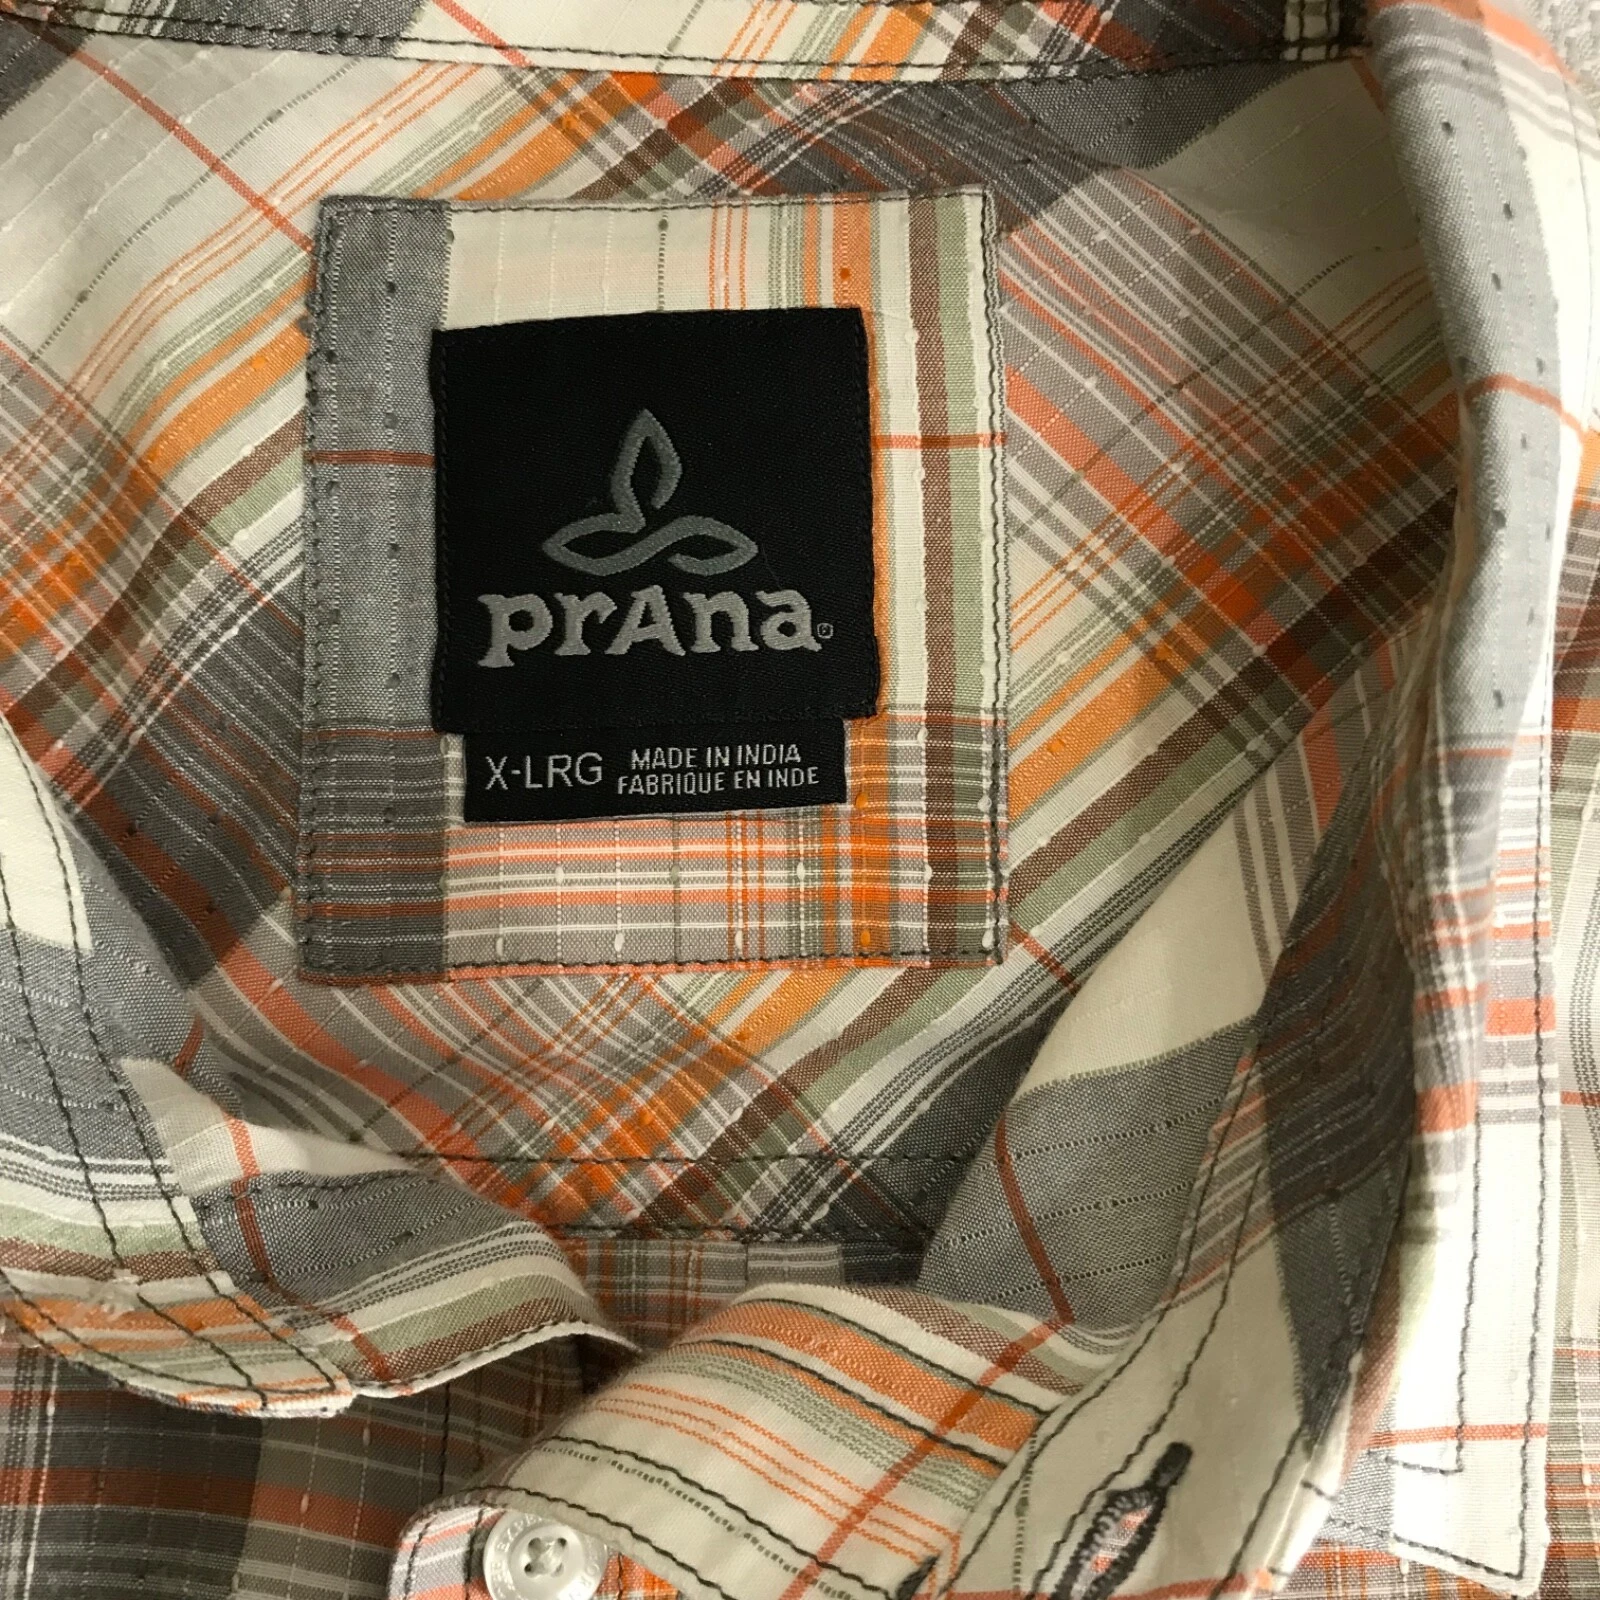 prAna®
X-LRG
MADE IN INDIA
FABRIQUE EN INDE